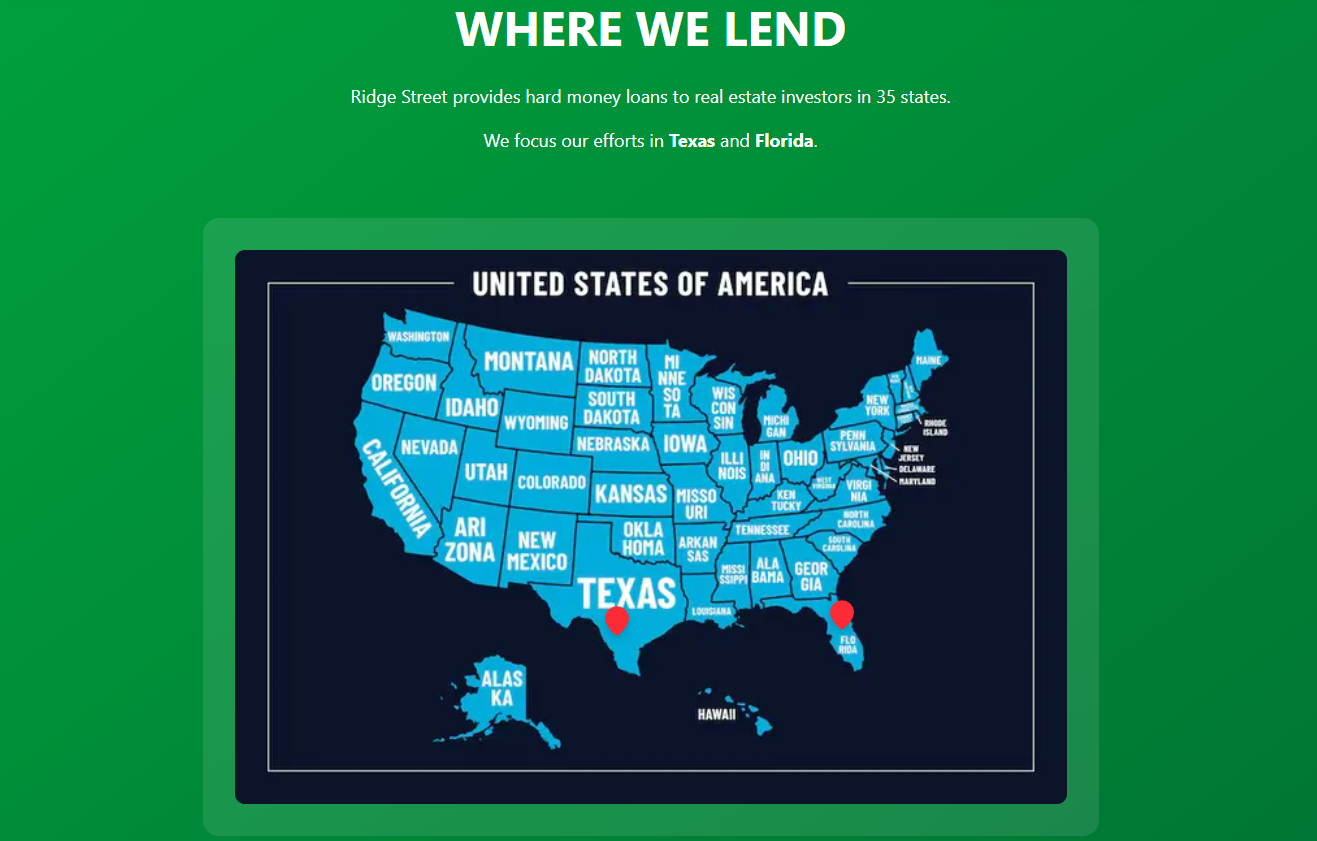 WHERE WE LEND
Ridge Street provides hard money loans to real estate investors in 35 states.
We focus our efforts in Texas and Florida.
UNITED STATES OF AMERICA
WASHINGTON
OREGON
IDAHO
MONTANA
WYOMING
NORTH
DAKOTA
SOUTH
DAKOTA
NEBRASKA
MI
NNE
SO
TA
IOWA
WIS
CON
SIN
MICHI
GAN
ILLI
NOIS
IN
DI
ANA
OHIO
PENN
SYLVANIA
NEW
YORK
MAINE
RHODE
ISLAND
NEW
JERSEY
DELAWARE
MARYLAND
WEST
VIRGINIA
VIRGI
NIA
KEN
TUCKY
NORTH
CAROLINA
SOUTH
CAROLINA
TENNESSEE
CALIFORNIA
NEVADA
UTAH
COLORADO
KANSAS
MISSO
URI
ARI
ZONA
NEW
MEXICO
OKLA
HOMA
ARKAN
SAS
TEXAS
LOUISIANA
MISSI
SSIPPI
ALA
BAMA
GEOR
GIA
FLO
RIDA
ALAS
KA
HAWAII